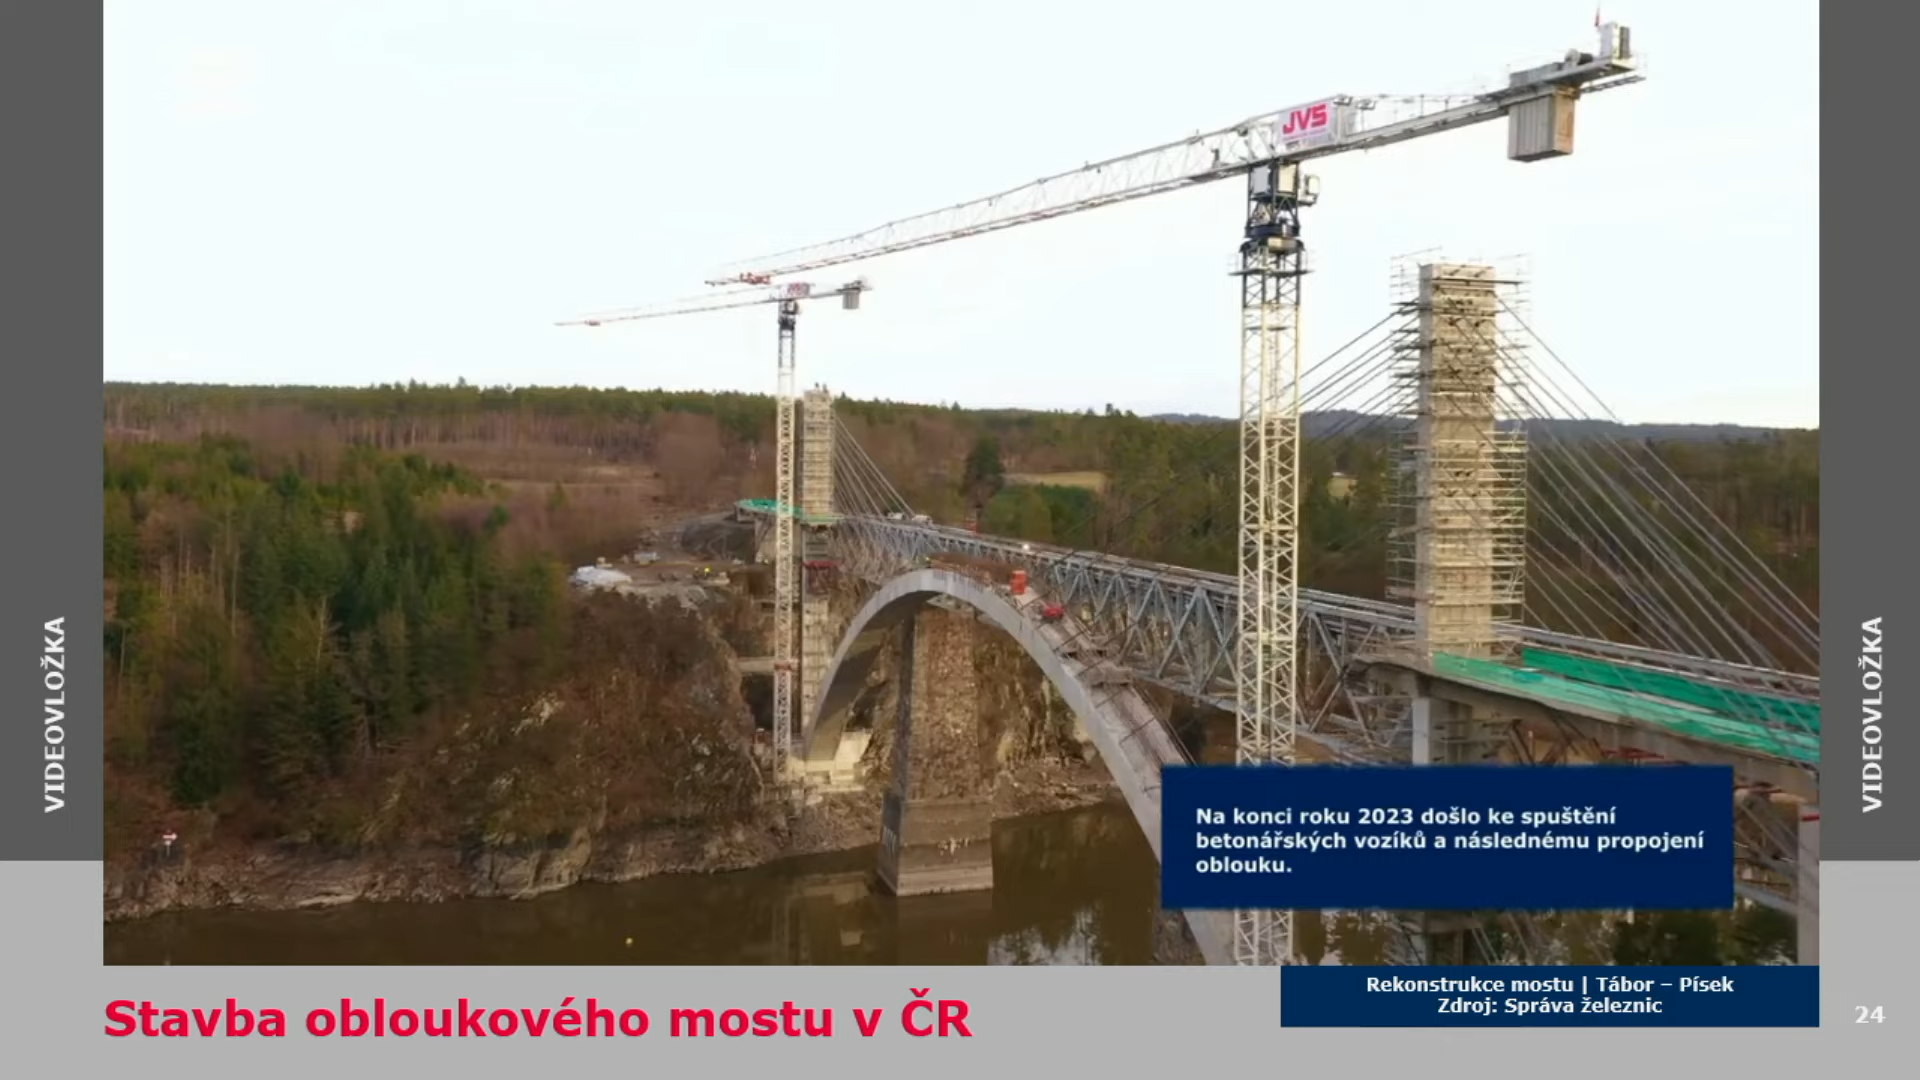 JVS
JVS
VIDEOVLOŽKA
VIDEOVLOŽKA
Na konci roku 2023 došlo ke spuštění
betonářských vozíků a následnému propojení
oblouku.
Rekonstrukce mostu | Tábor – Písek
Zdroj: Správa železnic
Stavba obloukového mostu v ČR
24